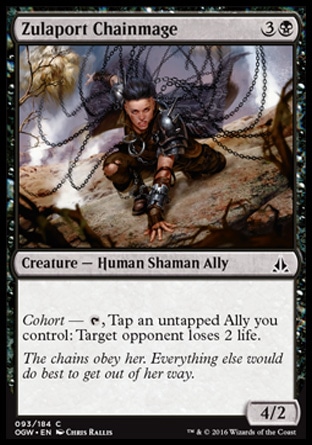 Zulaport Chainmage 3
Creature — Human Shaman Ally
Cohort — , Tap an untapped Ally you
control: Target opponent loses 2 life.
The chains obey her. Everything else would
do best to get out of her way.
4/2
093/184 C
OGW • EN Chris Rallis
™ & © 2016 Wizards of the Coast